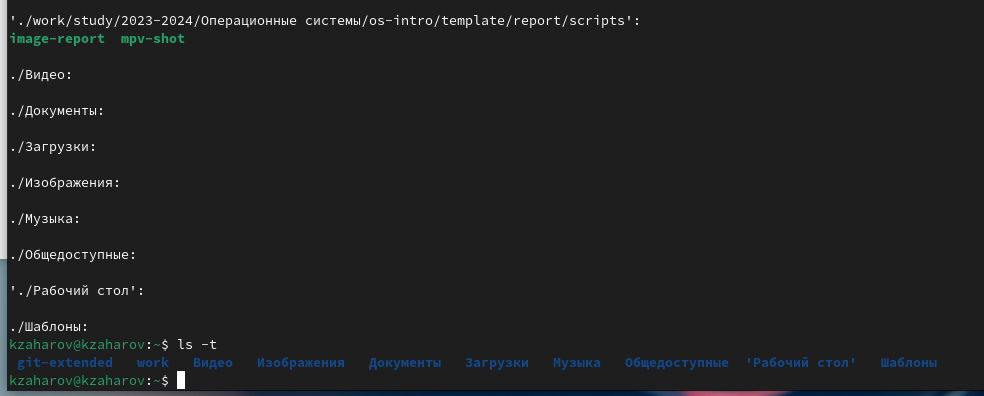 './work/study/2023-2024/Операционные системы/os-intro/template/report/scripts':
image-report  mpv-shot
./Видео:
./Документы:
./Загрузки:
./Изображения:
./Музыка:
./Общедоступные:
'./Рабочий стол':
./Шаблоны:
kzaharov@kzaharov:~$ ls -t
git-extended  work  Видео  Изображения  Документы  Загрузки  Музыка  Общедоступные  'Рабочий стол'  Шаблоны
kzaharov@kzaharov:~$